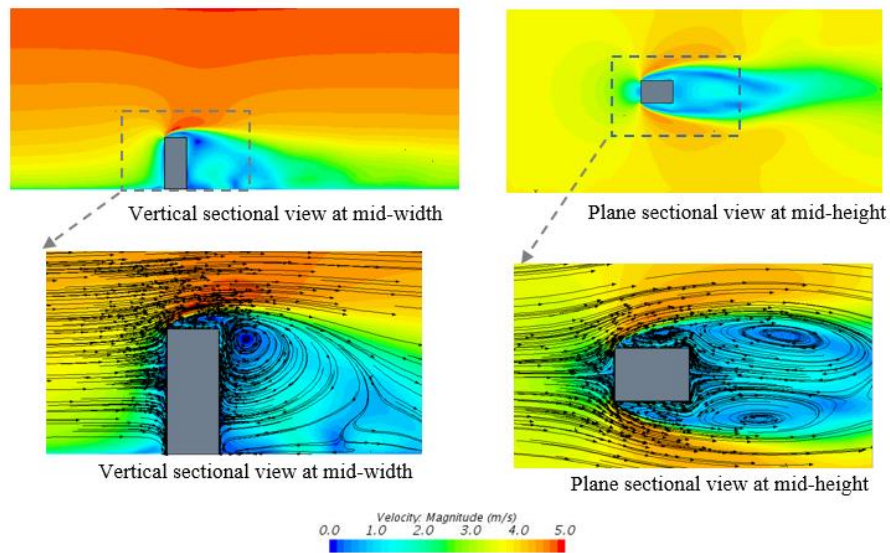 Vertical sectional view at mid-width
Plane sectional view at mid-height
Vertical sectional view at mid-width
Plane sectional view at mid-height
Velocity: Magnitude (m/s)
0.0 1.0 2.0 3.0 4.0 5.0